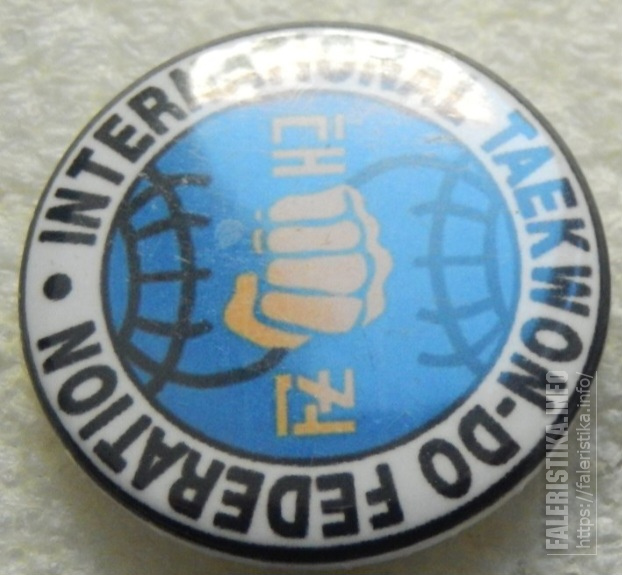 • INTERNATIONAL TAEKWON-DO FEDERATION
태
권
FALERISTIKA.INFO
https://faleristika.info/